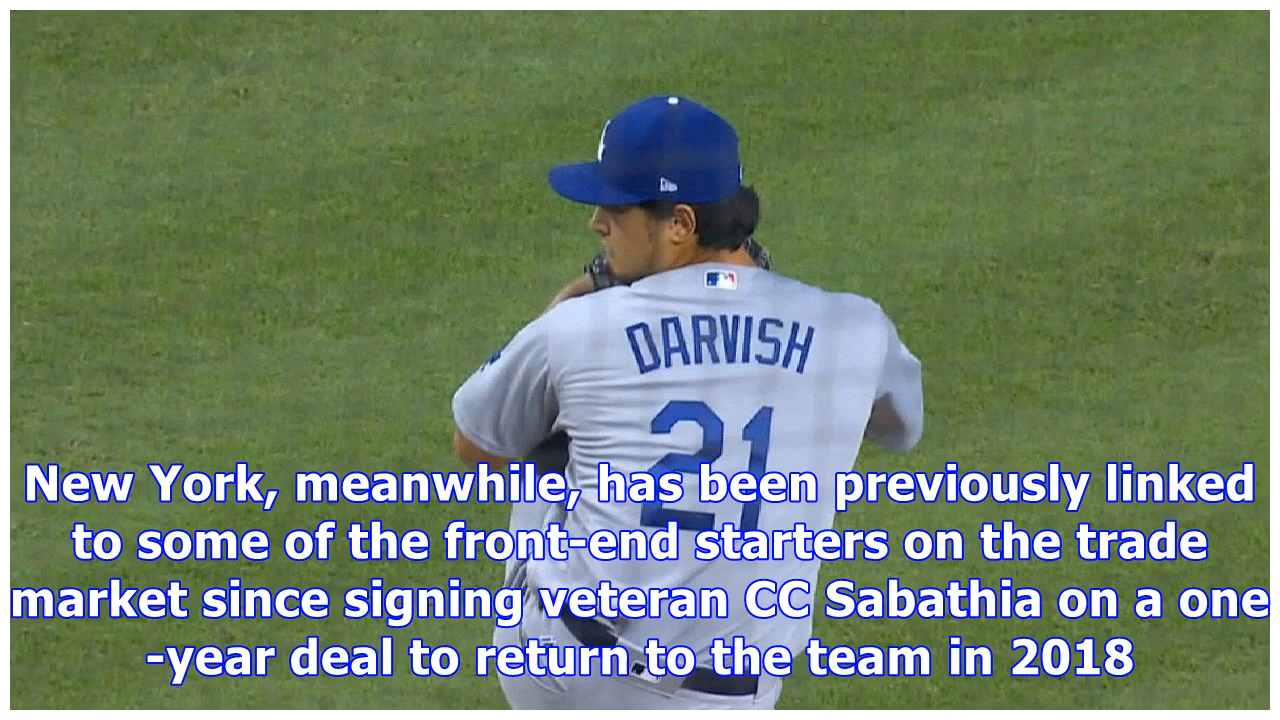 DARVISH
21
New York, meanwhile, has been previously linked
to some of the front-end starters on the trade
market since signing veteran CC Sabathia on a one
-year deal to return to the team in 2018